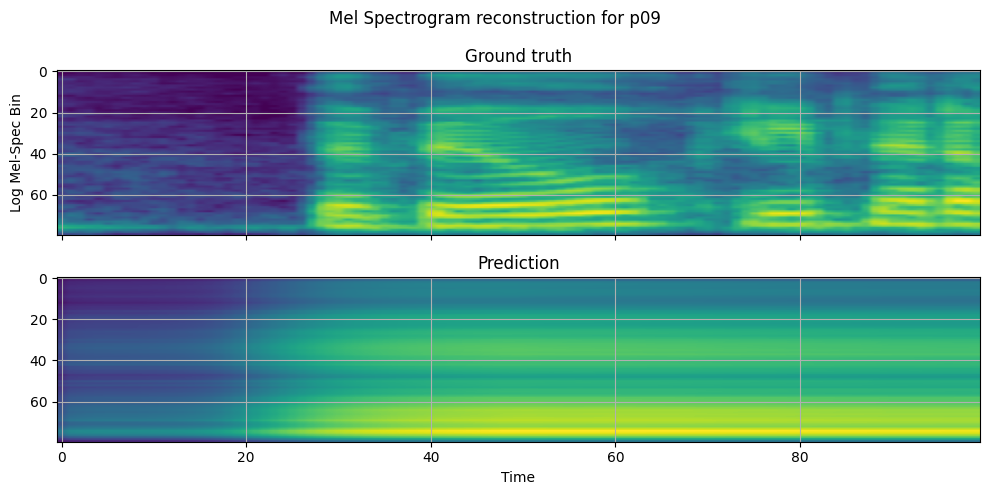 Mel Spectrogram reconstruction for p09
Ground truth
Log Mel-Spec Bin
0
20
40
60
Prediction
0
20
40
60
0 20 40 60 80
Time